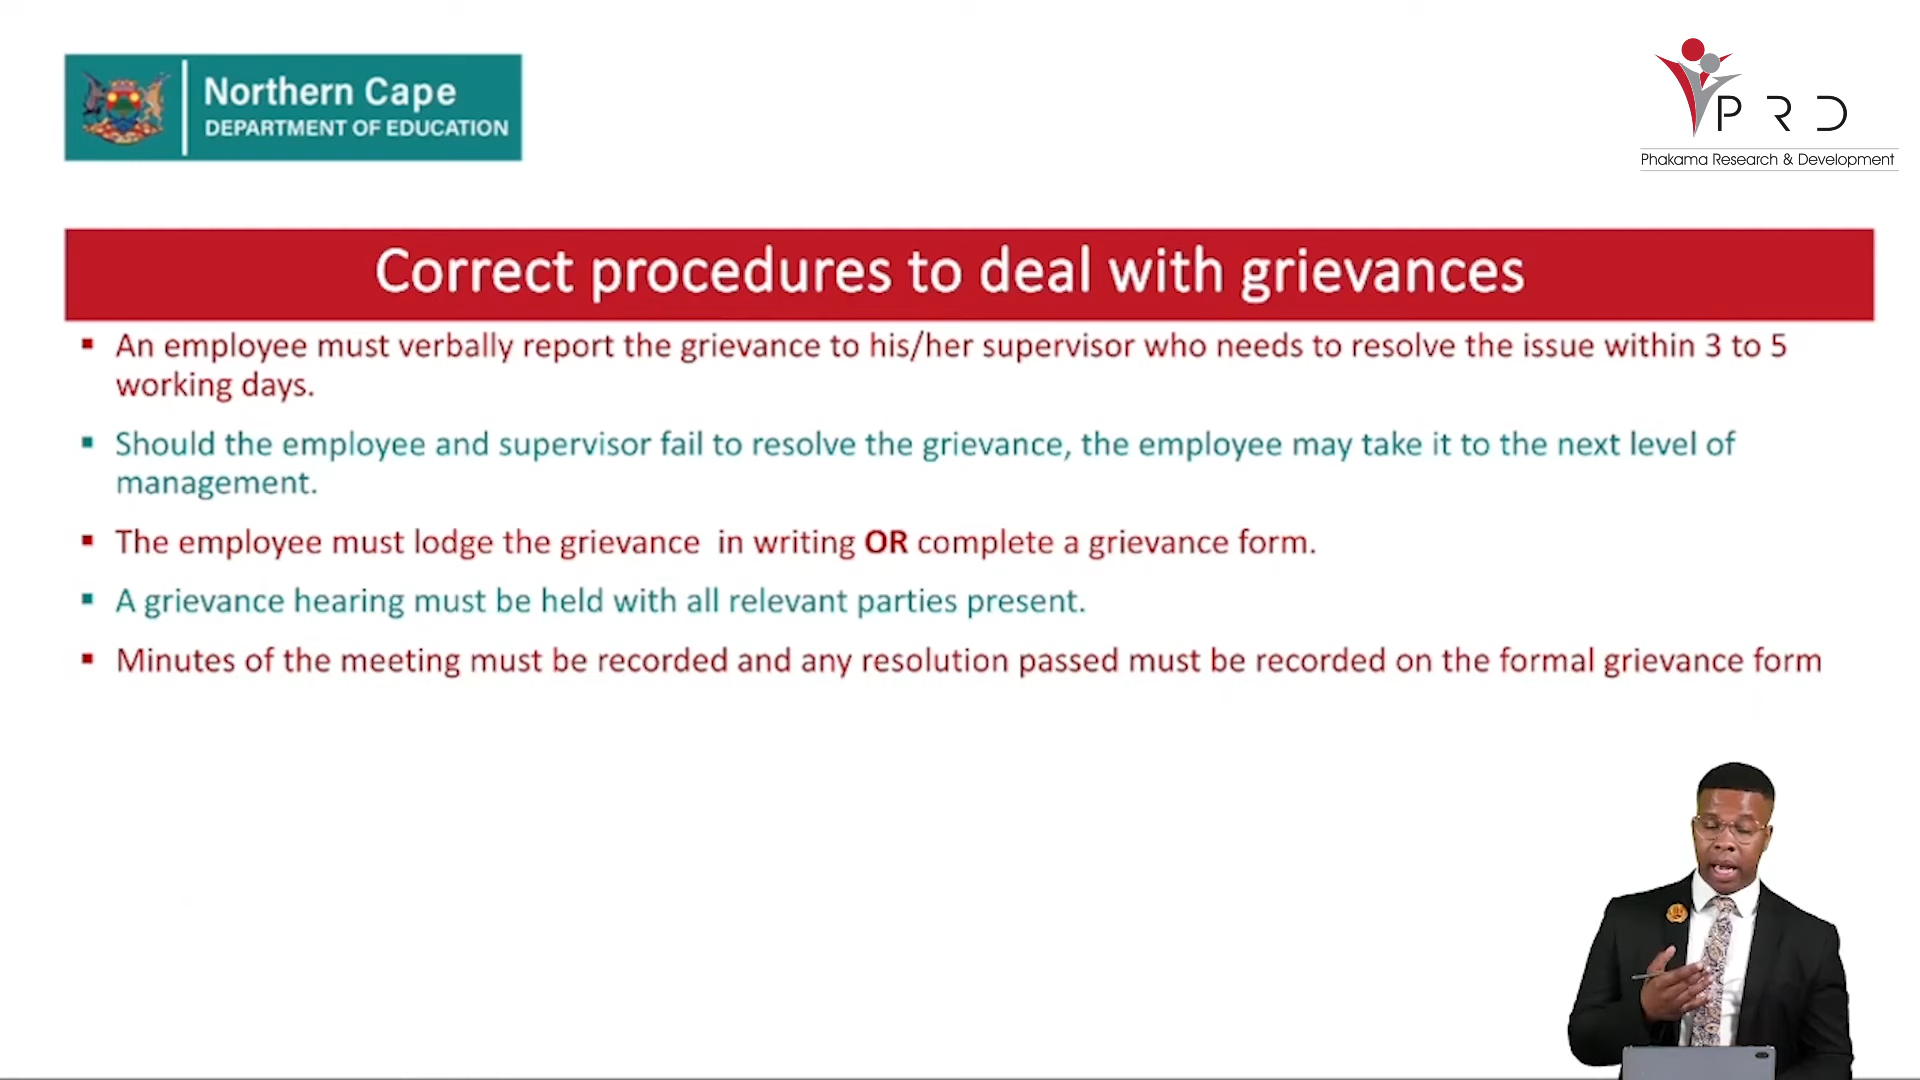 Northern Cape
DEPARTMENT OF EDUCATION
P R D
Phakama Research & Development
Correct procedures to deal with grievances
▪ An employee must verbally report the grievance to his/her supervisor who needs to resolve the issue within 3 to 5
working days.
▪ Should the employee and supervisor fail to resolve the grievance, the employee may take it to the next level of
management.
▪ The employee must lodge the grievance in writing OR complete a grievance form.
▪ A grievance hearing must be held with all relevant parties present.
▪ Minutes of the meeting must be recorded and any resolution passed must be recorded on the formal grievance form